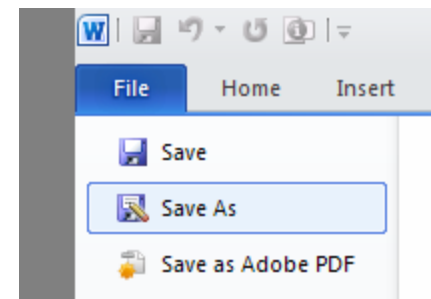 W
File Home Insert
Save
Save As
Save as Adobe PDF